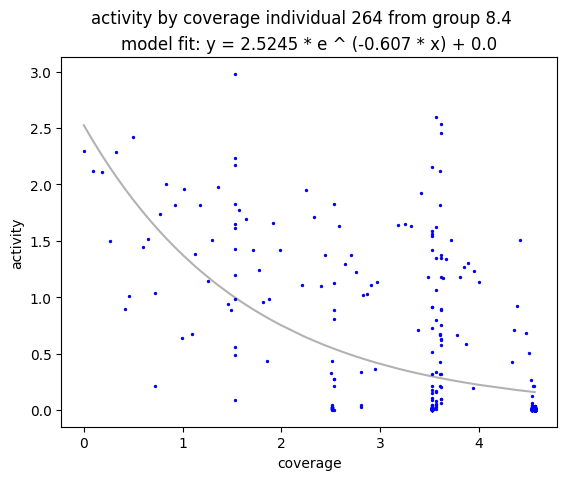 activity by coverage individual 264 from group 8.4
model fit: y = 2.5245 * e ^ (-0.607 * x) + 0.0
3.0
2.5
2.0
1.5
1.0
0.5
0.0
activity
0 1 2 3 4
coverage